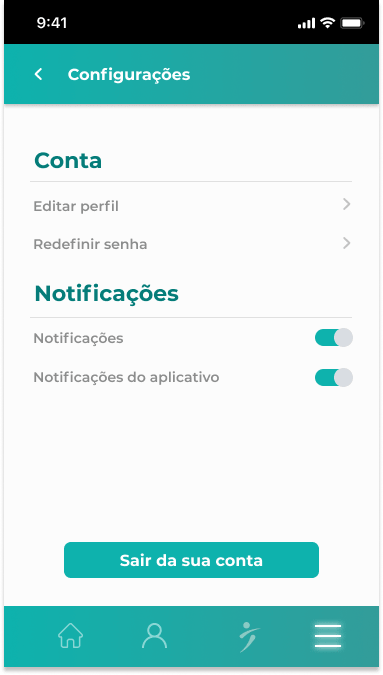 9:41
Configurações
Conta
Editar perfil
Redefinir senha
Notificações
Notificações
Notificações do aplicativo
Sair da sua conta